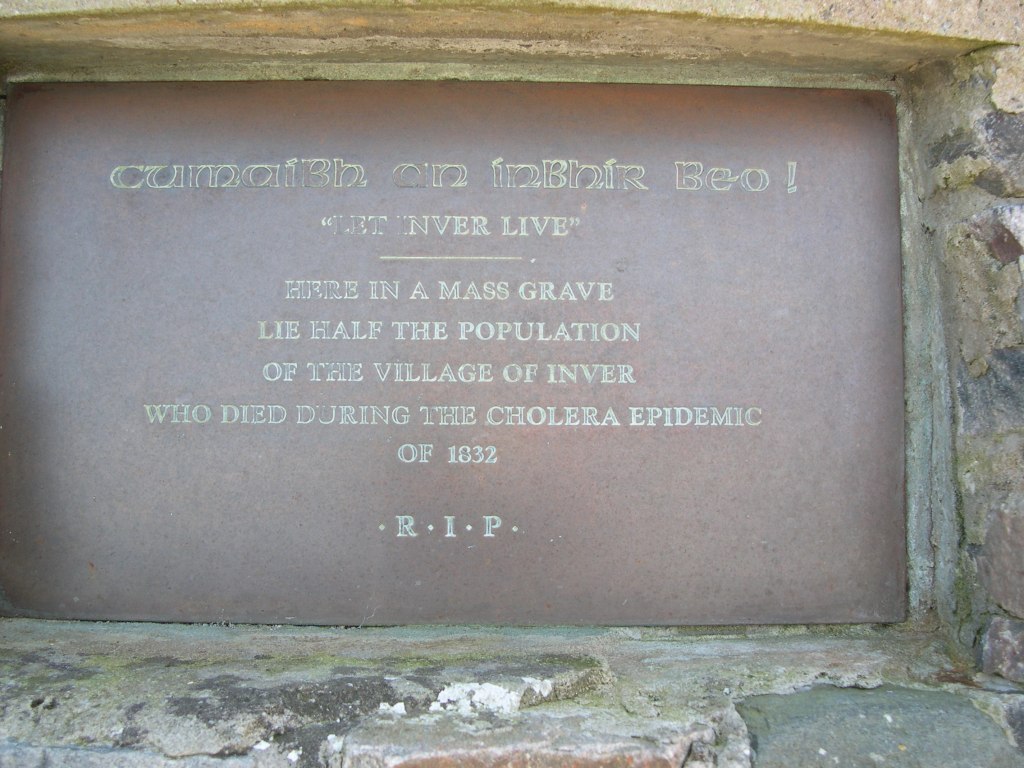 CUMAIBH AN INBHIR BEO!
“LET INVER LIVE”
HERE IN A MASS GRAVE
LIE HALF THE POPULATION
OF THE VILLAGE OF INVER
WHO DIED DURING THE CHOLERA EPIDEMIC
OF 1832
· R · I · P ·